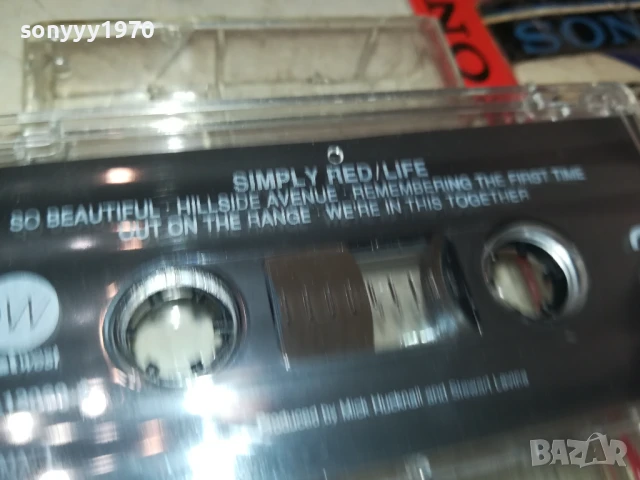 sonyyy1970
SIMPLY RED/LIFE
SO BEAUTIFUL · HILLSIDE AVENUE · REMEMBERING THE FIRST TIME
OUT ON THE RANGE · WE'RE IN THIS TOGETHER
Produced by Mick Hucknall and Stewart Levine
BAZAR